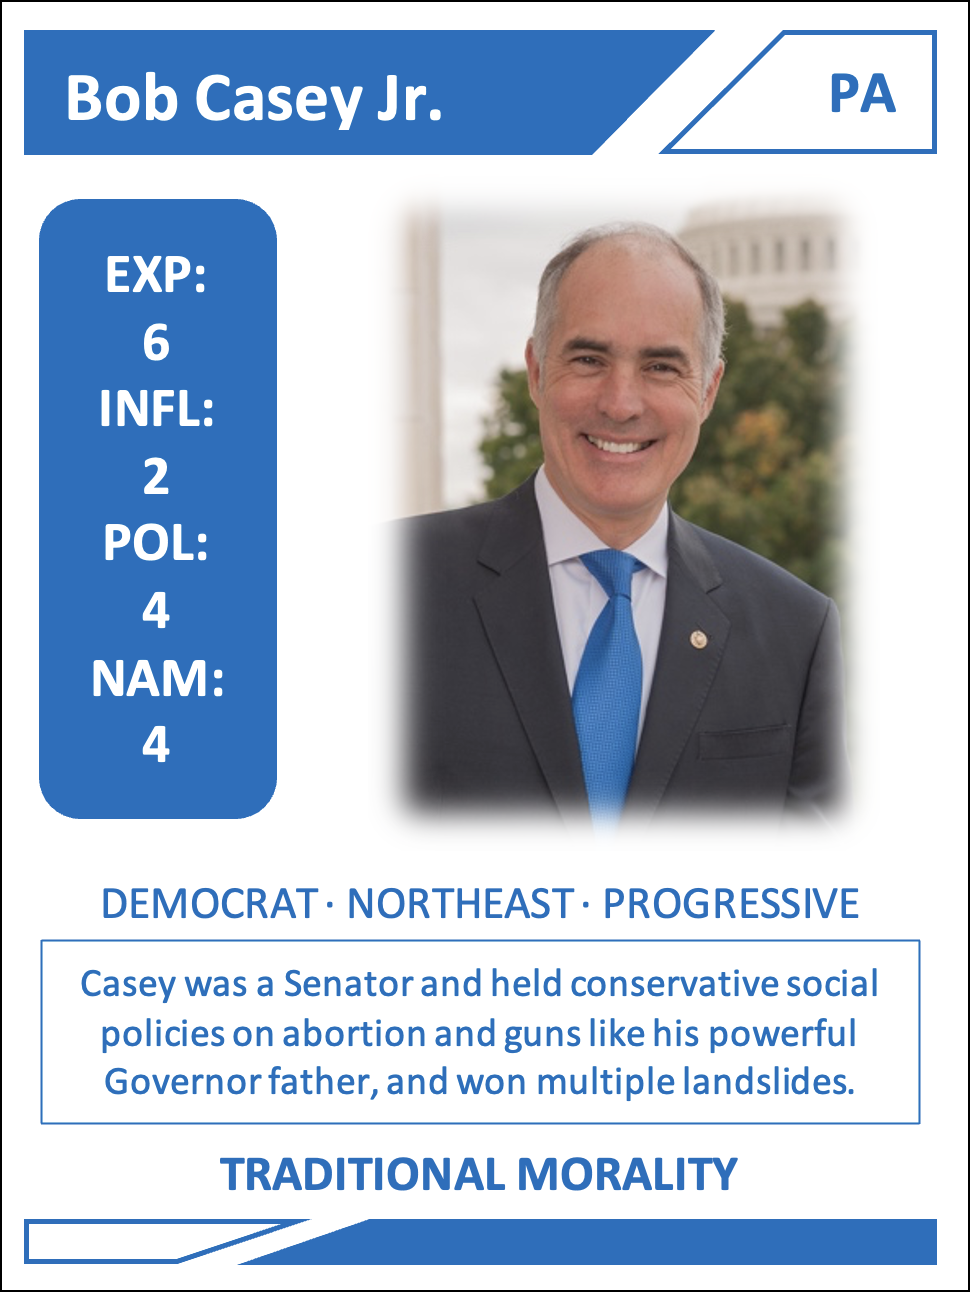 Bob Casey Jr.
PA
EXP:
6
INFL:
2
POL:
4
NAM:
4
DEMOCRAT · NORTHEAST · PROGRESSIVE
Casey was a Senator and held conservative social
policies on abortion and guns like his powerful
Governor father, and won multiple landslides.
TRADITIONAL MORALITY